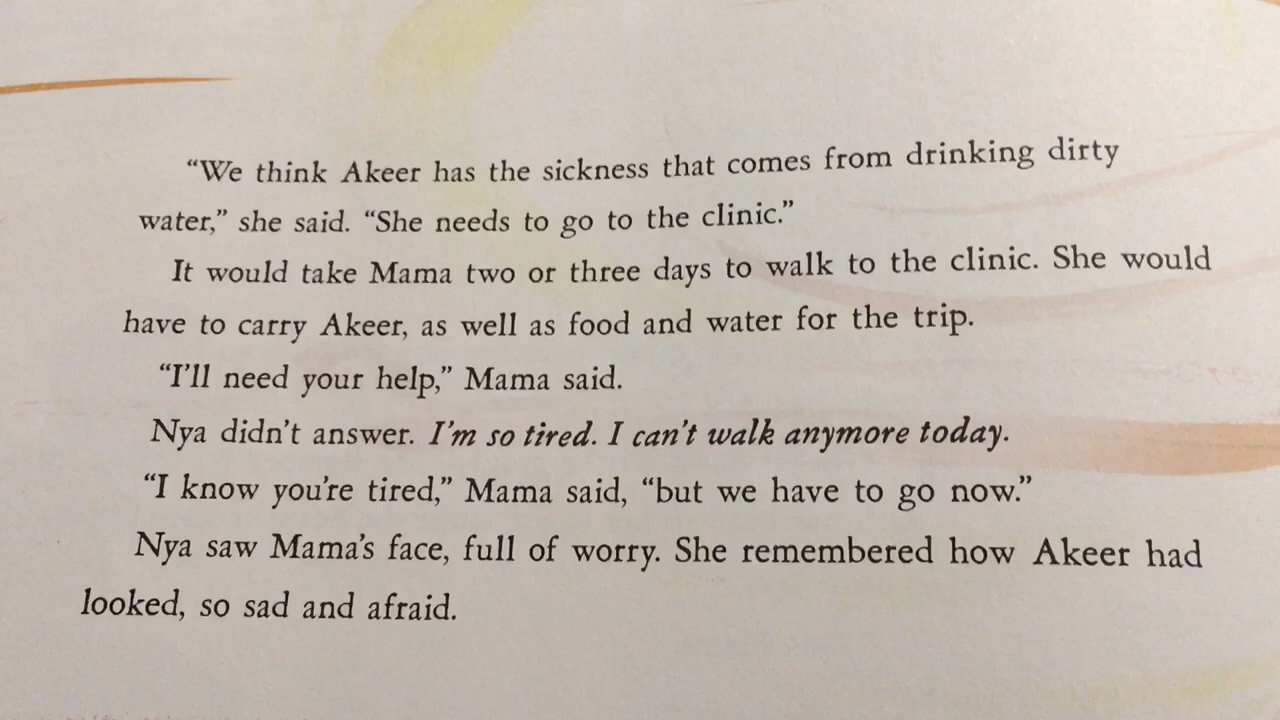 “We think Akeer has the sickness that comes from drinking dirty
water,” she said. “She needs to go to the clinic.”
It would take Mama two or three days to walk to the clinic. She would
have to carry Akeer, as well as food and water for the trip.
“I’ll need your help,” Mama said.
Nya didn’t answer. I’m so tired. I can’t walk anymore today.
“I know you’re tired,” Mama said, “but we have to go now.”
Nya saw Mama’s face, full of worry. She remembered how Akeer had
looked, so sad and afraid.